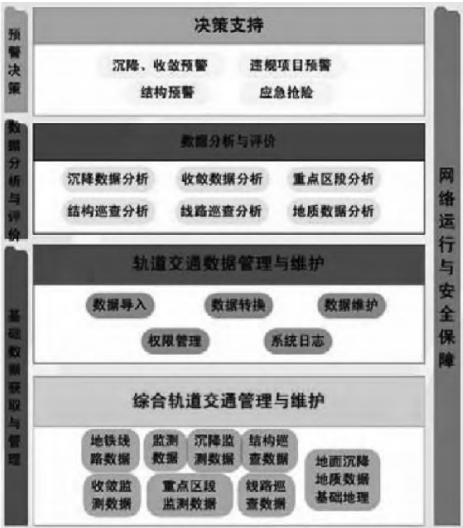 预警决策
决策支持
沉降、收敛预警 违规项目预警
结构预警 应急抢险
数据分析与评价
数据分析与评价
沉降数据分析 收敛数据分析 重点区段分析
结构巡查分析 线路巡查分析 地质数据分析
基础数据获取与管理
轨道交通数据管理与维护
数据导入 数据转换 数据维护
权限管理 系统日志
综合轨道交通管理与维护
地铁线路数据
监测数据
沉降监测数据
结构巡查数据
收敛监测数据
重点区段监测数据
线路巡查数据
地面沉降
地质数据
基础地理
网络运行与安全保障